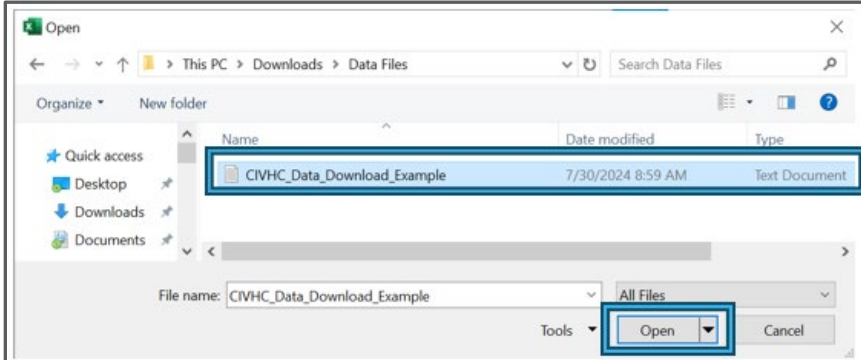 Open
This PC > Downloads > Data Files
Search Data Files
Organize
New folder
Name
Date modified
Type
Quick access
CIVHC_Data_Download_Example
7/30/2024 8:59 AM
Text Document
Desktop
Downloads
Documents
File name:
CIVHC_Data_Download_Example
All Files
Tools
Open
Cancel